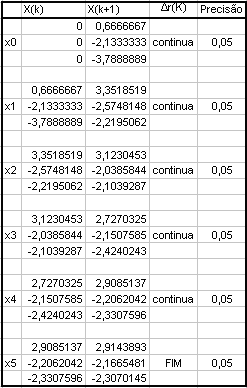 X(k) X(k+1) Δr(K) Precisão
0 0,6666667
x0 0 -2,1333333 continua 0,05
0 -3,7888889
0,6666667 3,3518519
x1 -2,1333333 -2,5748148 continua 0,05
-3,7888889 -2,2195062
3,3518519 3,1230453
x2 -2,5748148 -2,0385844 continua 0,05
-2,2195062 -2,1039287
3,1230453 2,7270325
x3 -2,0385844 -2,1507585 continua 0,05
-2,1039287 -2,4240243
2,7270325 2,9085137
x4 -2,1507585 -2,2062042 continua 0,05
-2,4240243 -2,3307596
2,9085137 2,9143893
x5 -2,2062042 -2,1665481 FIM 0,05
-2,3307596 -2,3070145